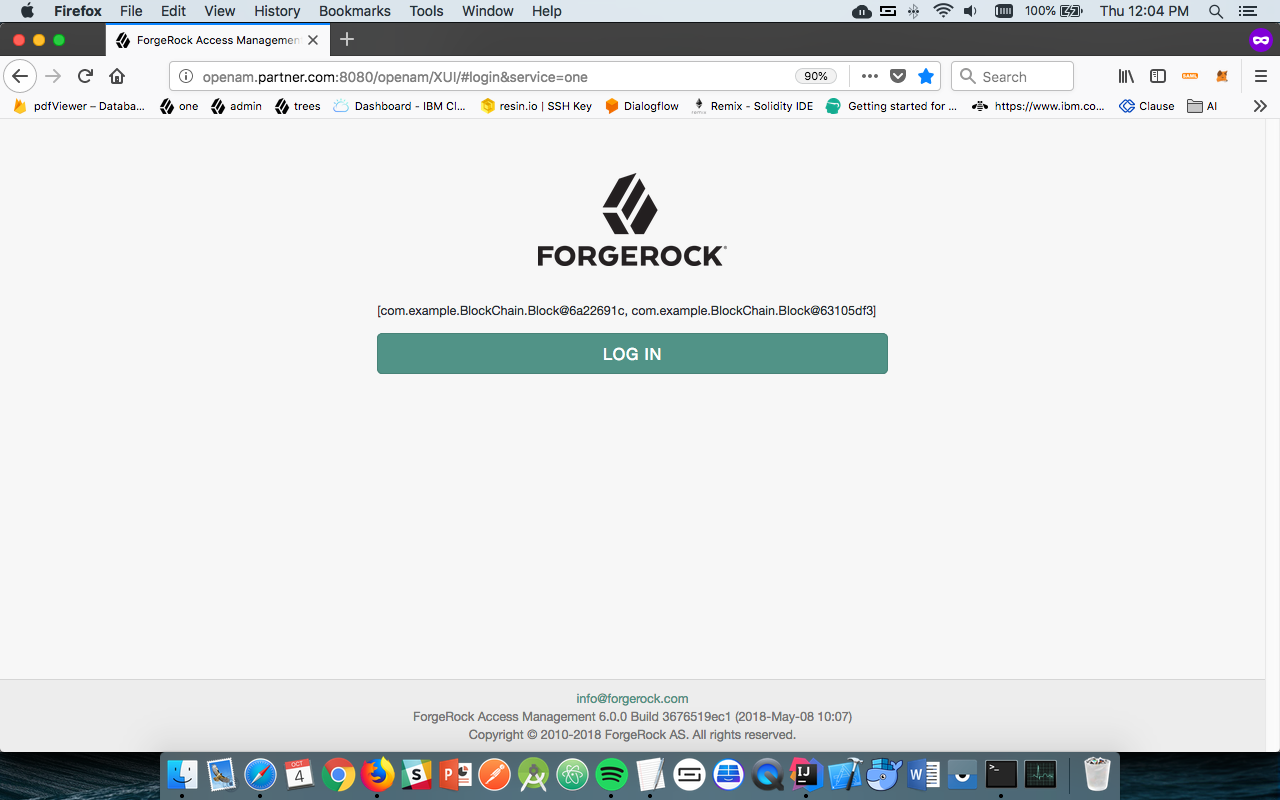 Firefox File Edit View History Bookmarks Tools Window Help 100% Thu 12:04 PM
ForgeRock Access Managemen
openam.partner.com:8080/openam/XUI/#login&service=one 90% Search
pdfViewer – Databa... one admin trees Dashboard - IBM Cl... resin.io | SSH Key Dialogflow Remix - Solidity IDE Getting started for ... https://www.ibm.co... Clause AI
FORGEROCK
[com.example.BlockChain.Block@6a22691c, com.example.BlockChain.Block@63105df3]
LOG IN
info@forgerock.com
ForgeRock Access Management 6.0.0 Build 3676519ec1 (2018-May-08 10:07)
Copyright © 2010-2018 ForgeRock AS. All rights reserved.
OCT
4